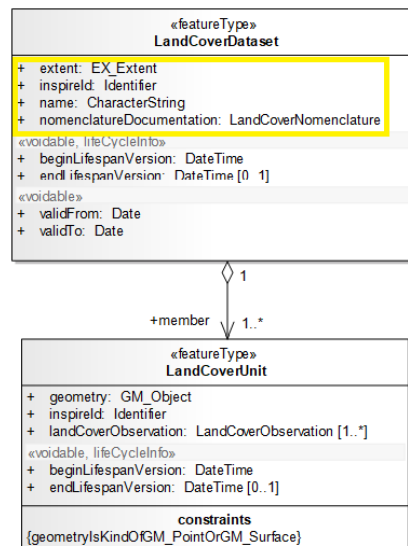 «featureType»
LandCoverDataset
+ extent: EX_Extent
+ inspireId: Identifier
+ name: CharacterString
+ nomenclatureDocumentation: LandCoverNomenclature
«voidable, lifeCycleInfo»
+ beginLifespanVersion: DateTime
+ endLifespanVersion: DateTime [0..1]
«voidable»
+ validFrom: Date
+ validTo: Date
1
+member
1..*
«featureType»
LandCoverUnit
+ geometry: GM_Object
+ inspireId: Identifier
+ landCoverObservation: LandCoverObservation [1..*]
«voidable, lifeCycleInfo»
+ beginLifespanVersion: DateTime
+ endLifespanVersion: DateTime [0..1]
constraints
{geometryIsKindOfGM_PointOrGM_Surface}